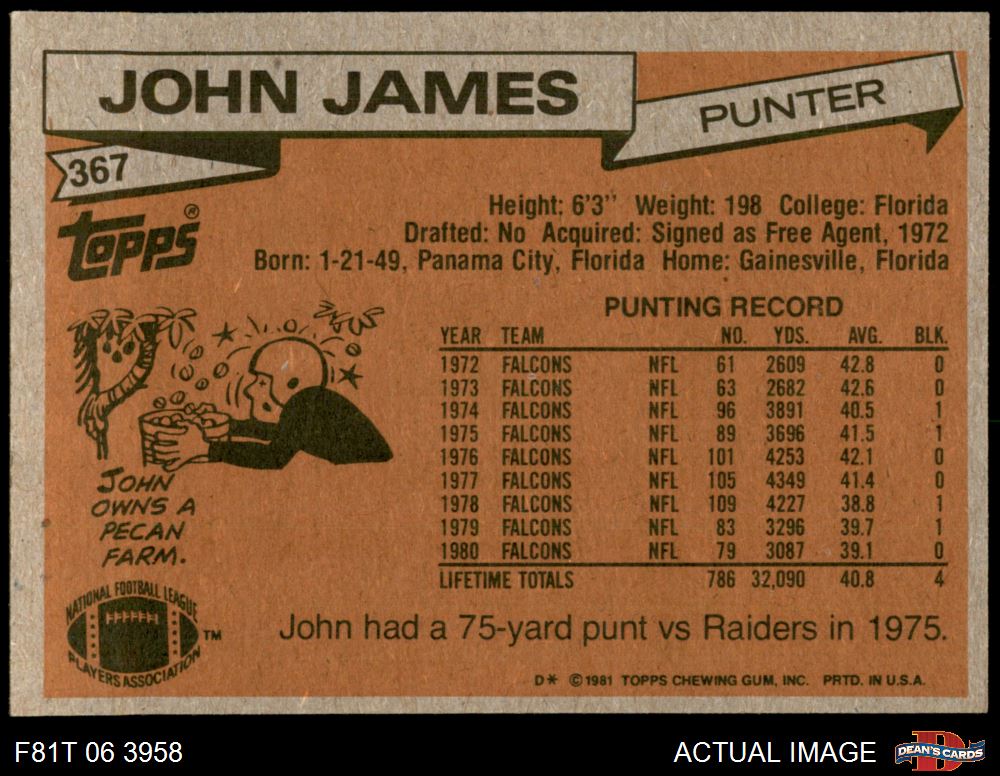 JOHN JAMES
PUNTER
367
Topps®
Height: 6'3'' Weight: 198 College: Florida
Drafted: No Acquired: Signed as Free Agent, 1972
Born: 1-21-49, Panama City, Florida Home: Gainesville, Florida
PUNTING RECORD
YEAR TEAM NO. YDS. AVG. BLK.
1972 FALCONS NFL 61 2609 42.8 0
1973 FALCONS NFL 63 2682 42.6 0
1974 FALCONS NFL 96 3891 40.5 1
1975 FALCONS NFL 89 3696 41.5 1
1976 FALCONS NFL 101 4253 42.1 0
1977 FALCONS NFL 105 4349 41.4 0
1978 FALCONS NFL 109 4227 38.8 1
1979 FALCONS NFL 83 3296 39.7 1
1980 FALCONS NFL 79 3087 39.1 0
LIFETIME TOTALS 786 32,090 40.8 4
JOHN
OWNS A
PECAN
FARM.
NATIONAL FOOTBALL LEAGUE
PLAYERS ASSOCIATION
TM
John had a 75-yard punt vs Raiders in 1975.
D* ©1981 TOPPS CHEWING GUM, INC. PRTD. IN U.S.A.
F81T 06 3958
ACTUAL IMAGE
D
DEAN'S CARDS